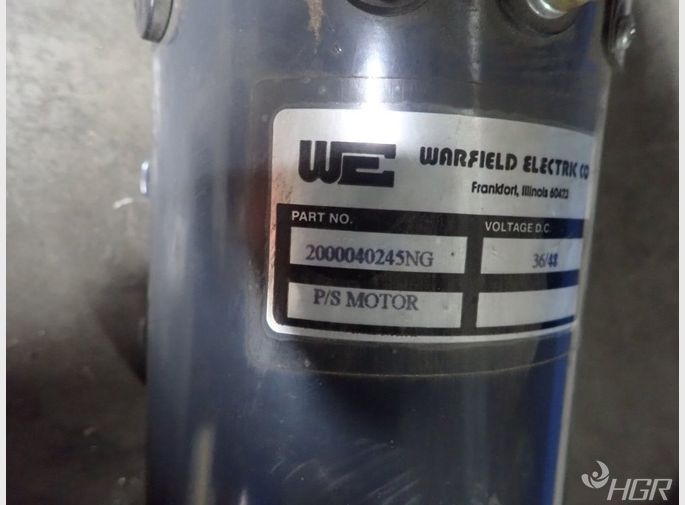 WE WARFIELD ELECTRIC CO
Frankfort, Illinois 60423
PART NO. VOLTAGE D.C.
2000040245NG 36/48
P/S MOTOR
HGR